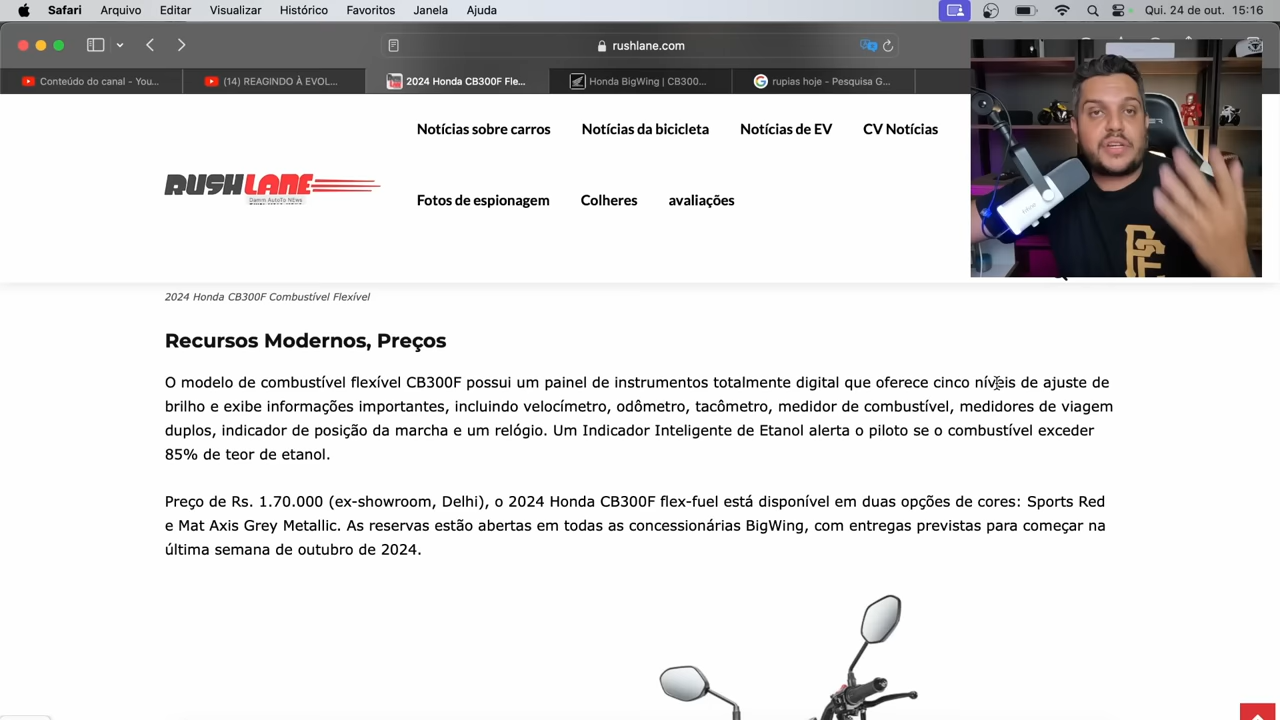 Safari Arquivo Editar Visualizar Histórico Favoritos Janela Ajuda Qui. 24 de out. 15:16
rushlane.com
Conteúdo do canal - You... (14) REAGINDO À EVOL... 2024 Honda CB300F Fle... Honda BigWing | CB300... rupias hoje - Pesquisa G...
Notícias sobre carros Notícias da bicicleta Notícias de EV CV Notícias
RUSHLANE
Damm AutoTo NEws
Fotos de espionagem Colheres avaliações
2024 Honda CB300F Combustível Flexível
Recursos Modernos, Preços
O modelo de combustível flexível CB300F possui um painel de instrumentos totalmente digital que oferece cinco níveis de ajuste de
brilho e exibe informações importantes, incluindo velocímetro, odômetro, tacômetro, medidor de combustível, medidores de viagem
duplos, indicador de posição da marcha e um relógio. Um Indicador Inteligente de Etanol alerta o piloto se o combustível exceder
85% de teor de etanol.
Preço de Rs. 1.70.000 (ex-showroom, Delhi), o 2024 Honda CB300F flex-fuel está disponível em duas opções de cores: Sports Red
e Mat Axis Grey Metallic. As reservas estão abertas em todas as concessionárias BigWing, com entregas previstas para começar na
última semana de outubro de 2024.